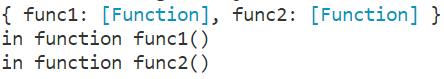 { func1: [Function], func2: [Function] }
in function func1()
in function func2()